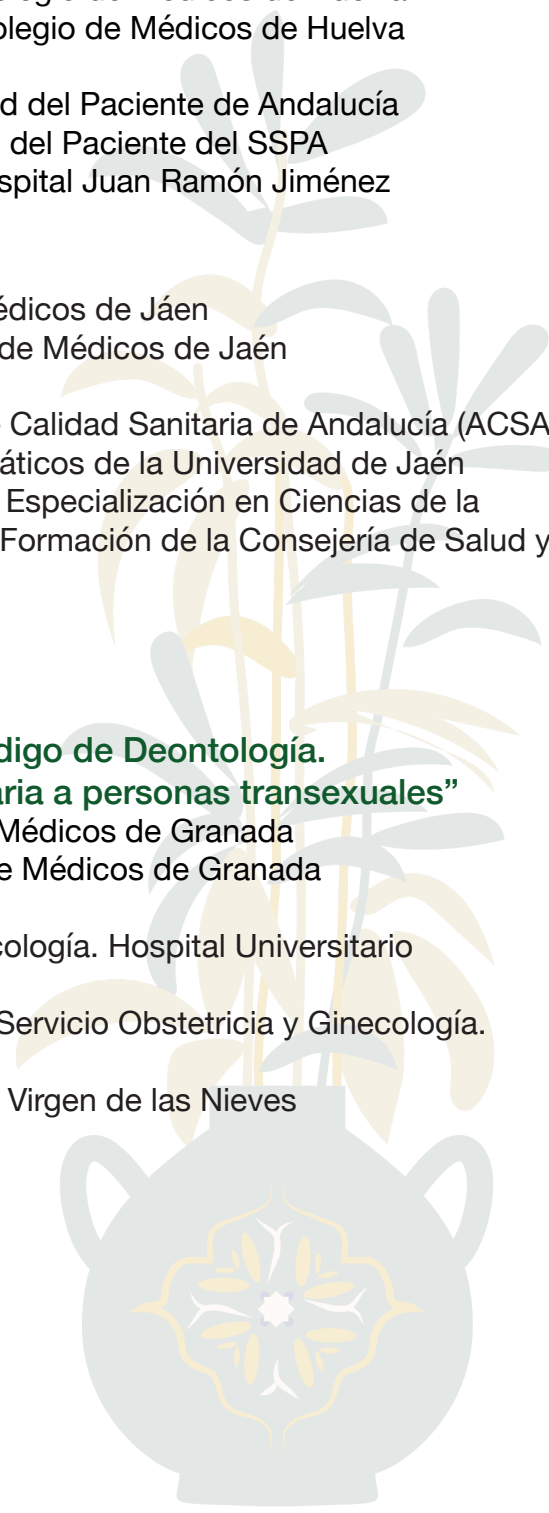 olegio de Médicos de Huelva
d del Paciente de Andalucía
del Paciente del SSPA
spital Juan Ramón Jiménez
édicos de Jáen
de Médicos de Jaén
Calidad Sanitaria de Andalucía (ACSA
áticos de la Universidad de Jaén
Especialización en Ciencias de la
Formación de la Consejería de Salud y
digo de Deontología.
aria a personas transexuales”
Médicos de Granada
e Médicos de Granada
cología. Hospital Universitario
Servicio Obstetricia y Ginecología.
Virgen de las Nieves